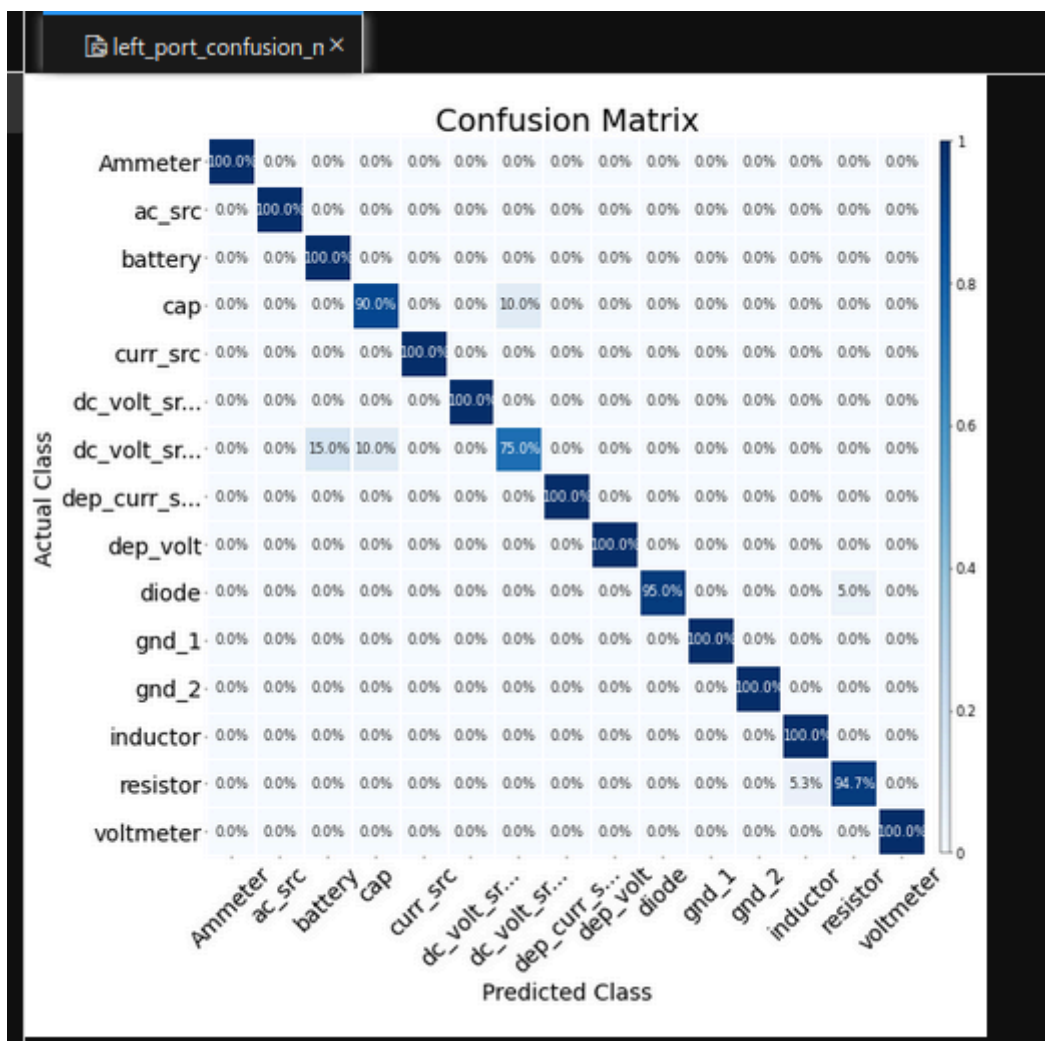 left_port_confusion_n ×
Confusion Matrix
Ammeter 100.0% 0.0% 0.0% 0.0% 0.0% 0.0% 0.0% 0.0% 0.0% 0.0% 0.0% 0.0% 0.0% 0.0% 0.0%
ac_src 0.0% 100.0% 0.0% 0.0% 0.0% 0.0% 0.0% 0.0% 0.0% 0.0% 0.0% 0.0% 0.0% 0.0% 0.0%
battery 0.0% 0.0% 100.0% 0.0% 0.0% 0.0% 0.0% 0.0% 0.0% 0.0% 0.0% 0.0% 0.0% 0.0% 0.0%
cap 0.0% 0.0% 0.0% 90.0% 0.0% 0.0% 10.0% 0.0% 0.0% 0.0% 0.0% 0.0% 0.0% 0.0% 0.0%
curr_src 0.0% 0.0% 0.0% 0.0% 100.0% 0.0% 0.0% 0.0% 0.0% 0.0% 0.0% 0.0% 0.0% 0.0% 0.0%
dc_volt_sr... 0.0% 0.0% 0.0% 0.0% 0.0% 100.0% 0.0% 0.0% 0.0% 0.0% 0.0% 0.0% 0.0% 0.0% 0.0%
dc_volt_sr... 0.0% 0.0% 15.0% 10.0% 0.0% 0.0% 75.0% 0.0% 0.0% 0.0% 0.0% 0.0% 0.0% 0.0% 0.0%
dep_curr_s... 0.0% 0.0% 0.0% 0.0% 0.0% 0.0% 0.0% 100.0% 0.0% 0.0% 0.0% 0.0% 0.0% 0.0% 0.0%
dep_volt 0.0% 0.0% 0.0% 0.0% 0.0% 0.0% 0.0% 0.0% 100.0% 0.0% 0.0% 0.0% 0.0% 0.0% 0.0%
diode 0.0% 0.0% 0.0% 0.0% 0.0% 0.0% 0.0% 0.0% 0.0% 95.0% 0.0% 0.0% 0.0% 5.0% 0.0%
gnd_1 0.0% 0.0% 0.0% 0.0% 0.0% 0.0% 0.0% 0.0% 0.0% 0.0% 100.0% 0.0% 0.0% 0.0% 0.0%
gnd_2 0.0% 0.0% 0.0% 0.0% 0.0% 0.0% 0.0% 0.0% 0.0% 0.0% 0.0% 100.0% 0.0% 0.0% 0.0%
inductor 0.0% 0.0% 0.0% 0.0% 0.0% 0.0% 0.0% 0.0% 0.0% 0.0% 0.0% 0.0% 100.0% 0.0% 0.0%
resistor 0.0% 0.0% 0.0% 0.0% 0.0% 0.0% 0.0% 0.0% 0.0% 0.0% 0.0% 0.0% 5.3% 94.7% 0.0%
voltmeter 0.0% 0.0% 0.0% 0.0% 0.0% 0.0% 0.0% 0.0% 0.0% 0.0% 0.0% 0.0% 0.0% 0.0% 100.0%
Actual Class
Ammeter ac_src battery cap curr_src dc_volt_sr... dc_volt_sr... dep_curr_s... dep_volt diode gnd_1 gnd_2 inductor resistor voltmeter
Predicted Class
1
0.8
0.6
0.4
0.2
0